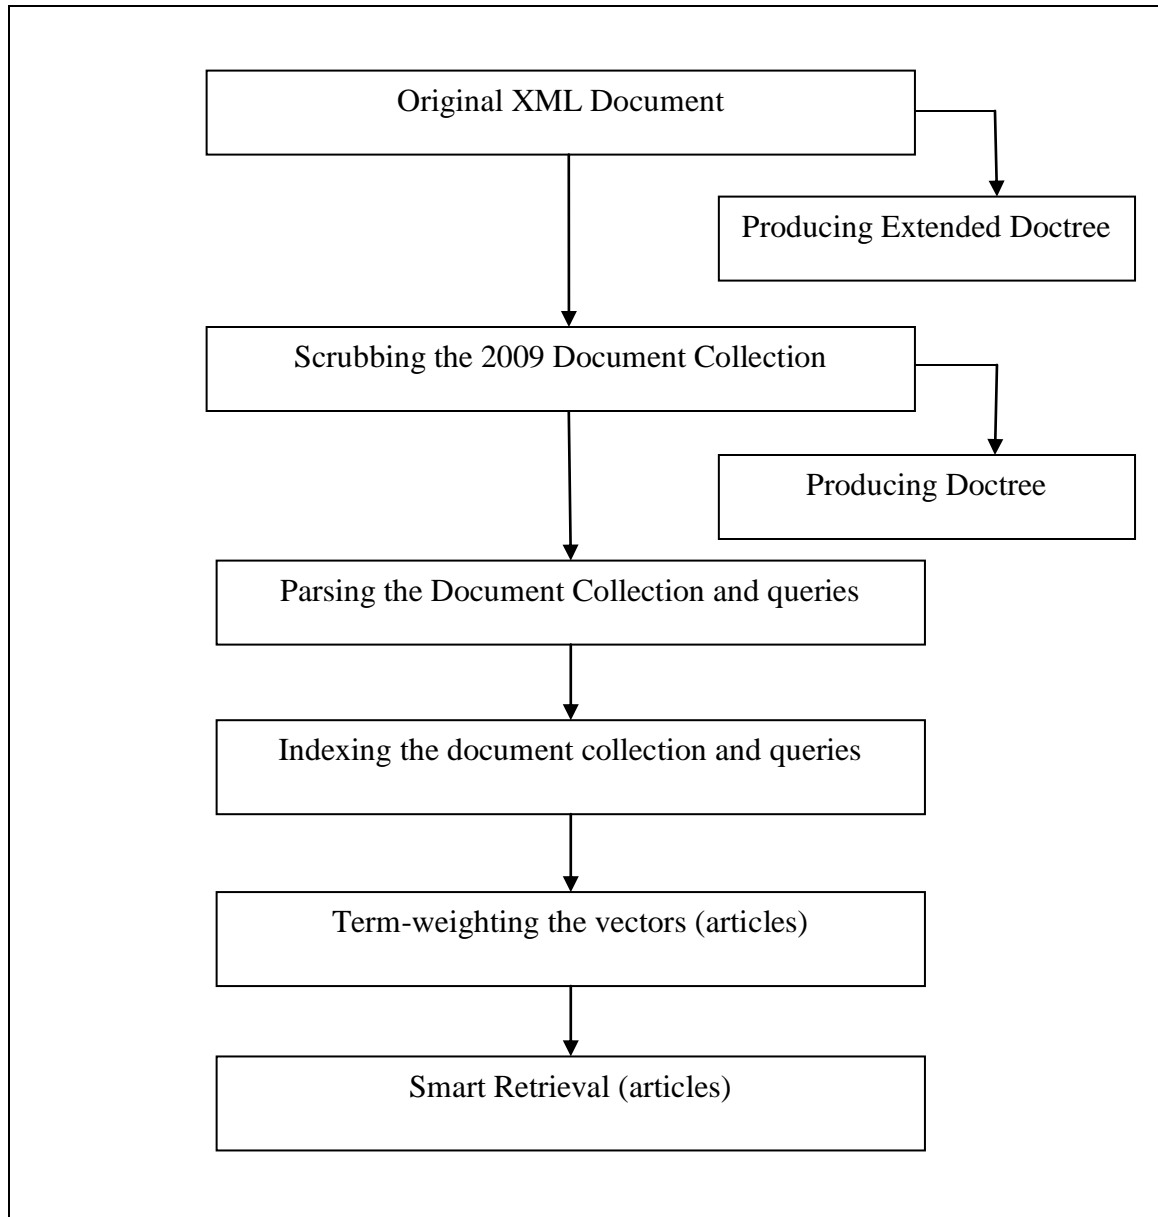 Original XML Document
Producing Extended Doctree
Scrubbing the 2009 Document Collection
Producing Doctree
Parsing the Document Collection and queries
Indexing the document collection and queries
Term-weighting the vectors (articles)
Smart Retrieval (articles)